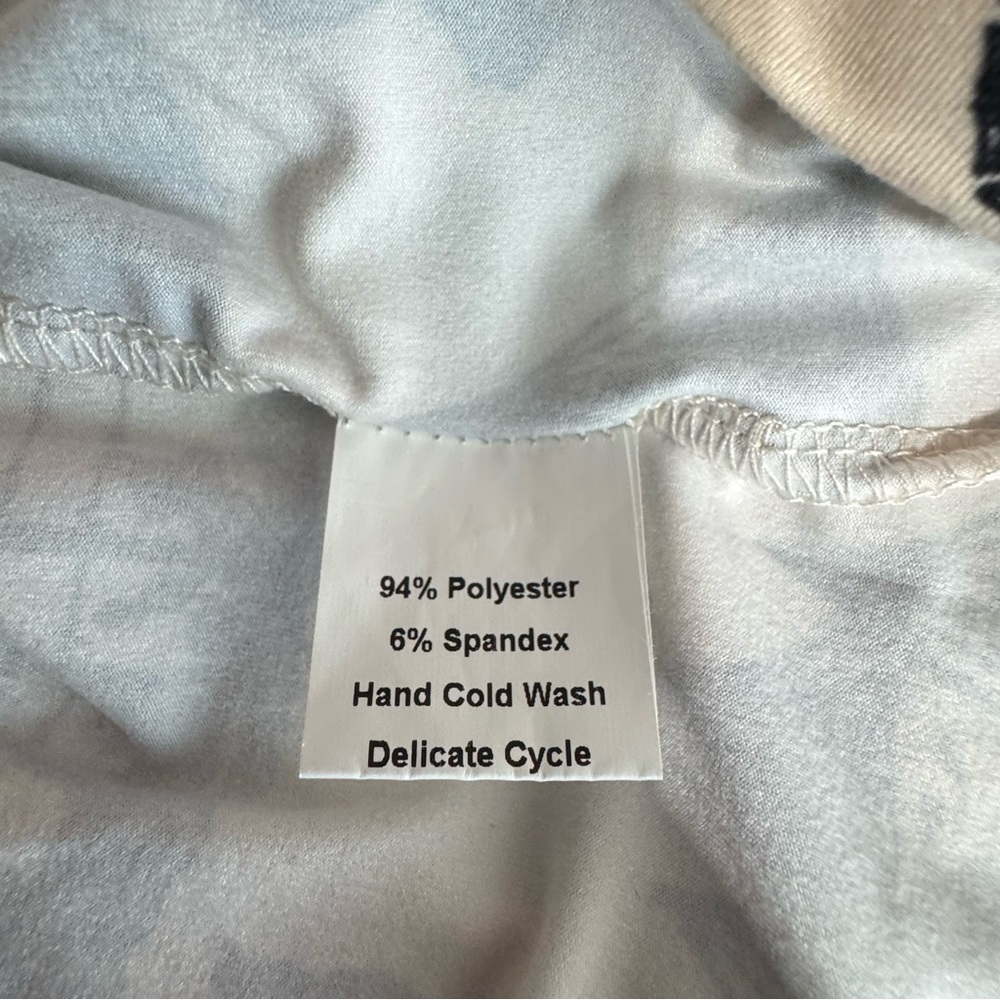 94% Polyester
6% Spandex
Hand Cold Wash
Delicate Cycle